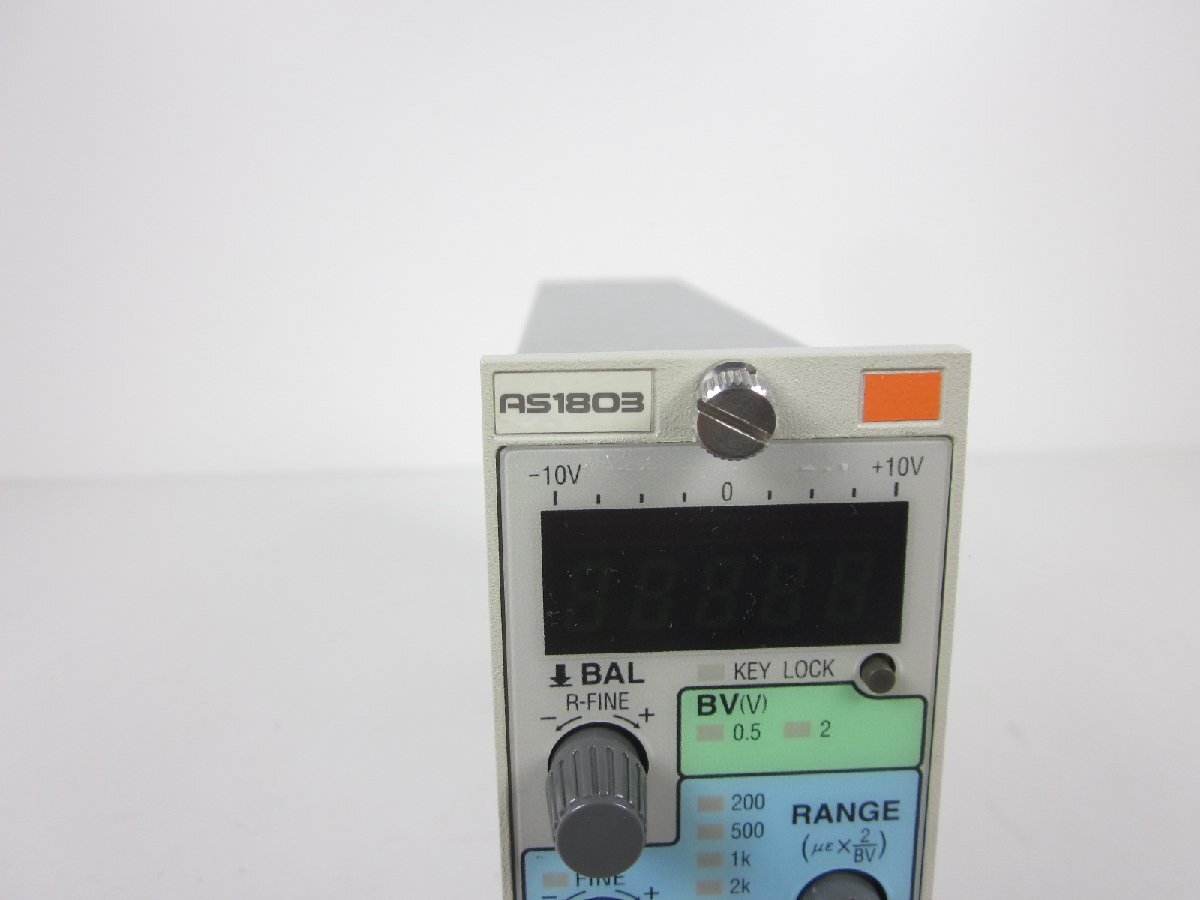 AS1803
-10V 0 +10V
BAL KEY LOCK
R-FINE
- +
BV(V)
0.5 2
200
500
1k
2k
RANGE
(με×2/BV)
FINE
- +